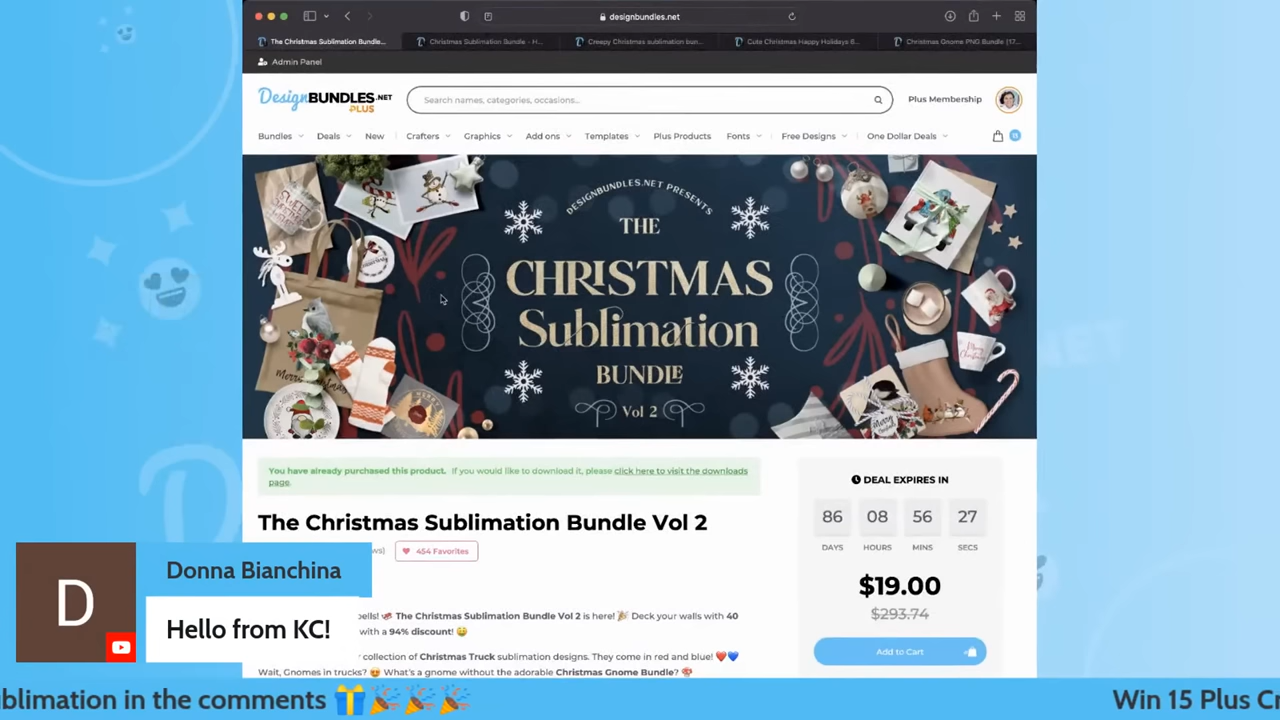 designbundles.net
The Christmas Sublimation Bundle...
Christmas Sublimation Bundle - H...
Creepy Christmas sublimation bun...
Cute Christmas Happy Holidays 6...
Christmas Gnome PNG Bundle (17...
Admin Panel
DesignBUNDLES.NET
PLUS
Search names, categories, occasions...
Plus Membership
Bundles
Deals
New
Crafters
Graphics
Add ons
Templates
Plus Products
Fonts
Free Designs
One Dollar Deals
DESIGNBUNDLES.NET PRESENTS
THE
CHRISTMAS
Sublimation
BUNDLE
Vol 2
You have already purchased this product. If you would like to download it, please click here to visit the downloads
page.
DEAL EXPIRES IN
86 08 56 27
DAYS HOURS MINS SECS
The Christmas Sublimation Bundle Vol 2
454 Favorites
$19.00
$293.74
Add to Cart
The Christmas Sublimation Bundle Vol 2 is here! 🎉 Deck your walls with 40
with a 94% discount!
collection of Christmas Truck sublimation designs. They come in red and blue! ❤️💙
Wait, Gnomes in trucks? 😍 What's a gnome without the adorable Christmas Gnome Bundle?
D
Donna Bianchina
Hello from KC!
ublimation in the comments 🎁🎉🎉🎉
Win 15 Plus Cr